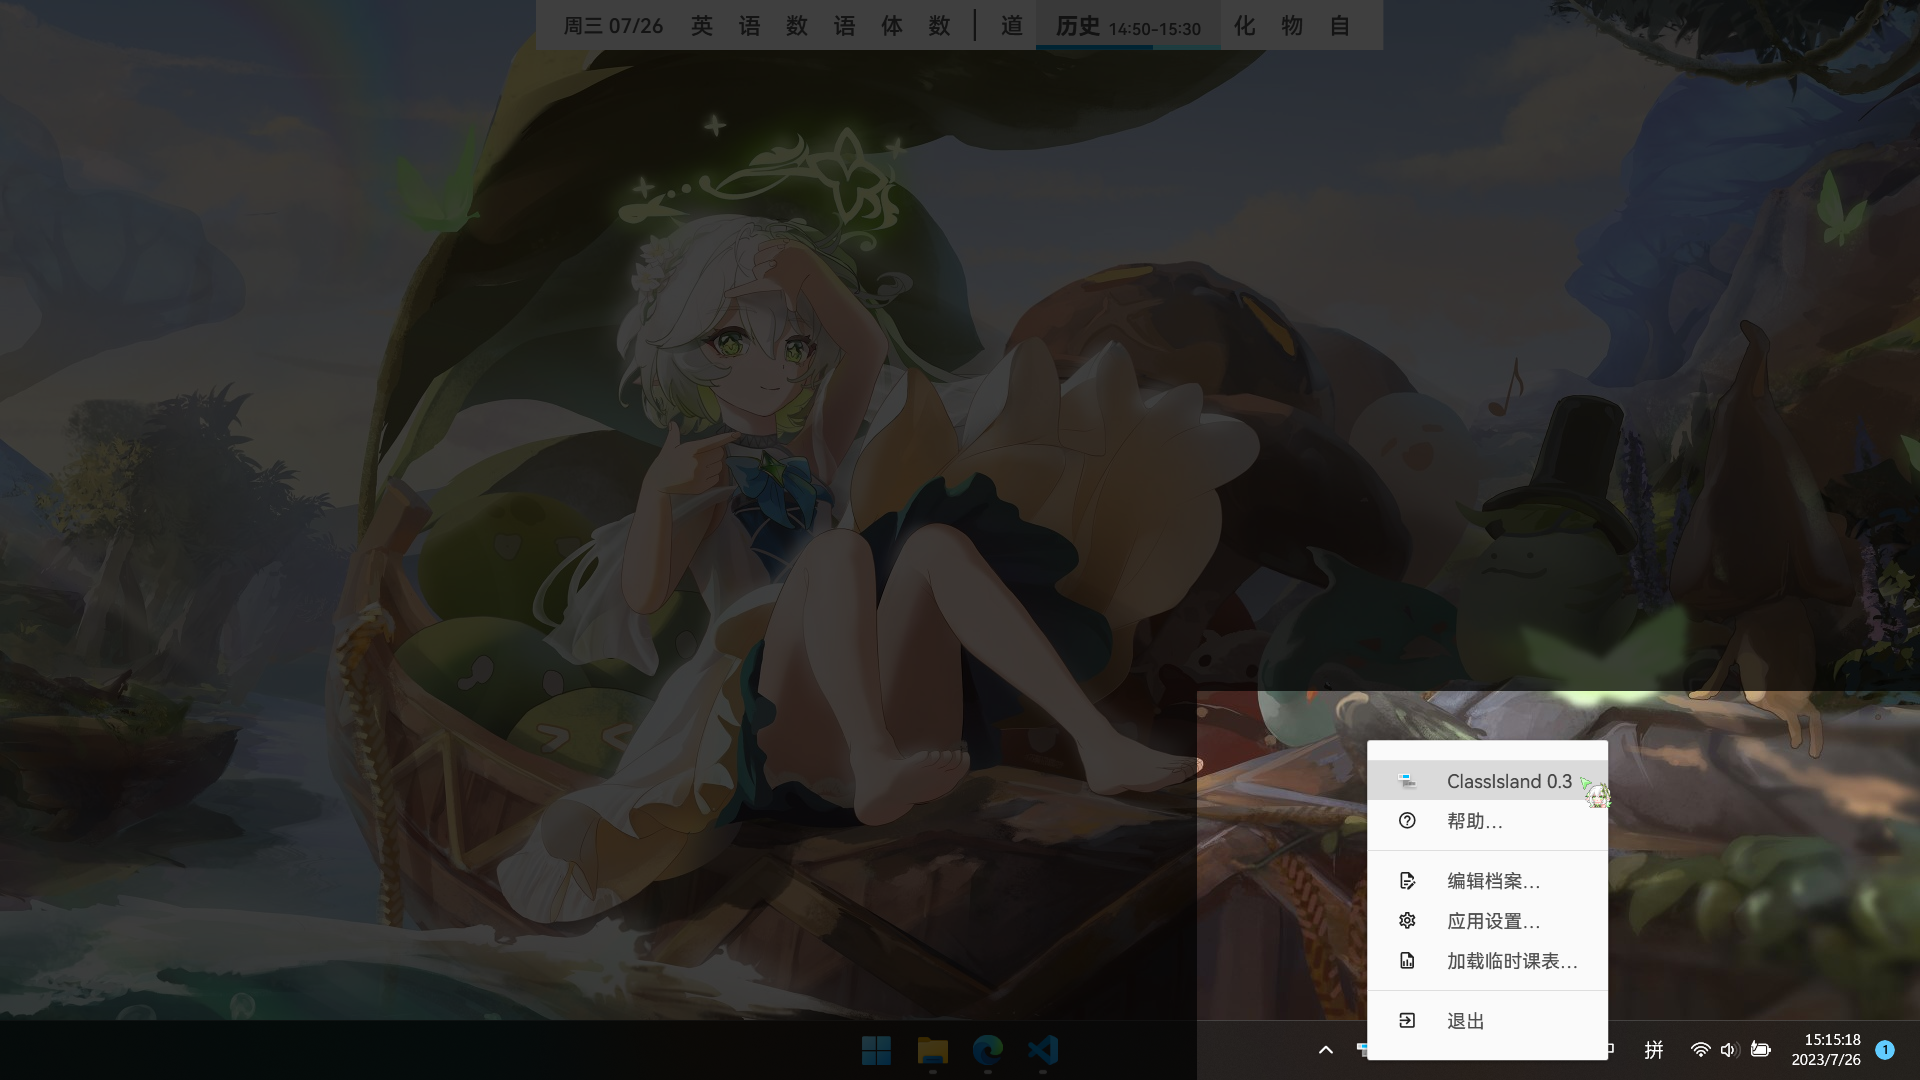 周三 07/26 英 语 数 语 体 数 道 历史 14:50-15:30 化 物 自
ClassIsland 0.3
帮助...
编辑档案...
应用设置...
加载临时课表...
退出
拼
15:15:18
2023/7/26
1